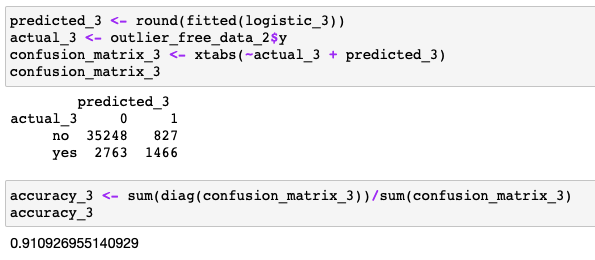 predicted_3 <- round(fitted(logistic_3))
actual_3 <- outlier_free_data_2$y
confusion_matrix_3 <- xtabs(~actual_3 + predicted_3)
confusion_matrix_3
        predicted_3
actual_3     0     1
     no  35248   827
     yes  2763  1466
accuracy_3 <- sum(diag(confusion_matrix_3))/sum(confusion_matrix_3)
accuracy_3
0.910926955140929